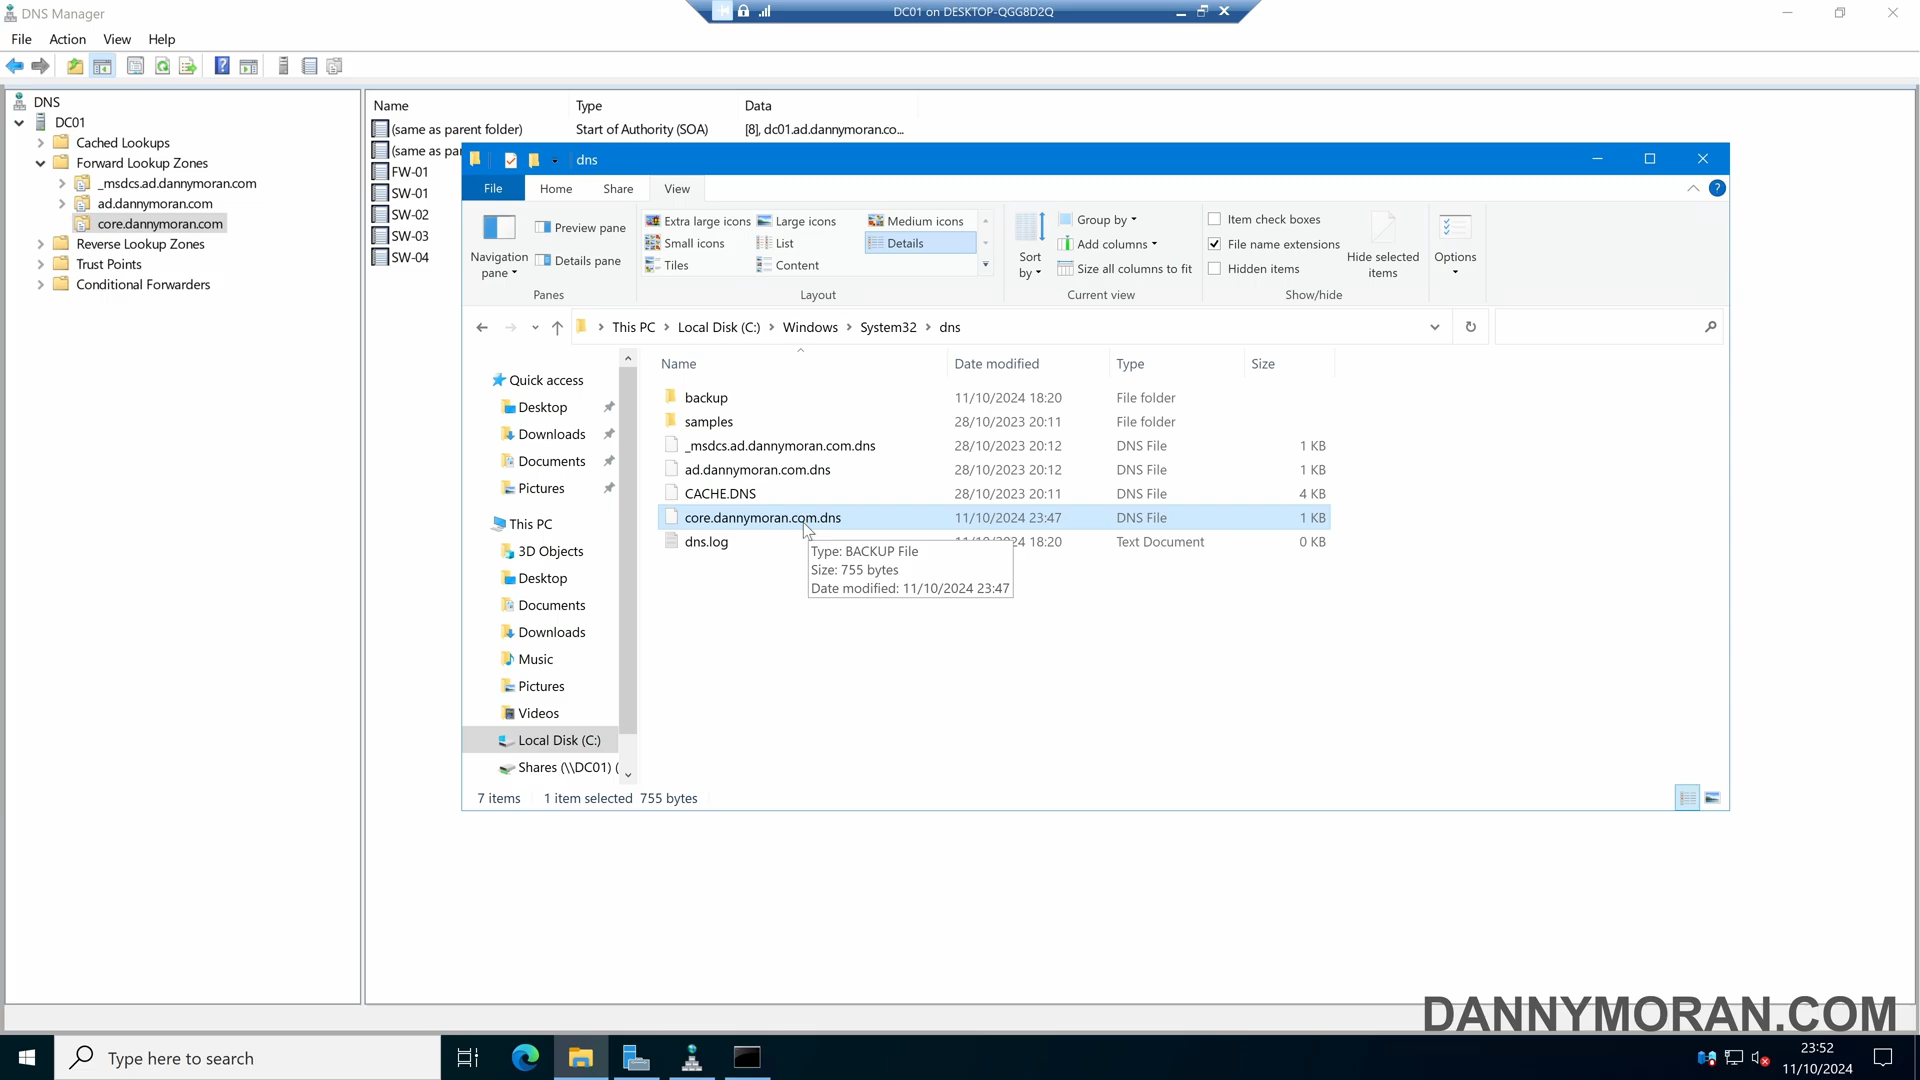 DNS Manager
DC01 on DESKTOP-QGG8D2Q
File Action View Help
DNS
DC01
Cached Lookups
Forward Lookup Zones
_msdcs.ad.dannymoran.com
ad.dannymoran.com
core.dannymoran.com
Reverse Lookup Zones
Trust Points
Conditional Forwarders
Name Type Data
(same as parent folder) Start of Authority (SOA) [8], dc01.ad.dannymoran.co...
(same as pa
FW-01
SW-01
SW-02
SW-03
SW-04
dns
File Home Share View
Navigation pane
Preview pane
Details pane
Panes
Extra large icons Large icons Medium icons
Small icons List Details
Tiles Content
Layout
Sort by
Group by
Add columns
Size all columns to fit
Current view
Item check boxes
File name extensions
Hidden items
Hide selected items
Show/hide
Options
This PC > Local Disk (C:) > Windows > System32 > dns
Quick access
Desktop
Downloads
Documents
Pictures
This PC
3D Objects
Desktop
Documents
Downloads
Music
Pictures
Videos
Local Disk (C:)
Shares (\\DC01) (
Name Date modified Type Size
backup 11/10/2024 18:20 File folder
samples 28/10/2023 20:11 File folder
_msdcs.ad.dannymoran.com.dns 28/10/2023 20:12 DNS File 1 KB
ad.dannymoran.com.dns 28/10/2023 20:12 DNS File 1 KB
CACHE.DNS 28/10/2023 20:11 DNS File 4 KB
core.dannymoran.com.dns 11/10/2024 23:47 DNS File 1 KB
dns.log 11/10/2024 18:20 Text Document 0 KB
Type: BACKUP File
Size: 755 bytes
Date modified: 11/10/2024 23:47
7 items 1 item selected 755 bytes
DANNYMORAN.COM
Type here to search
23:52
11/10/2024